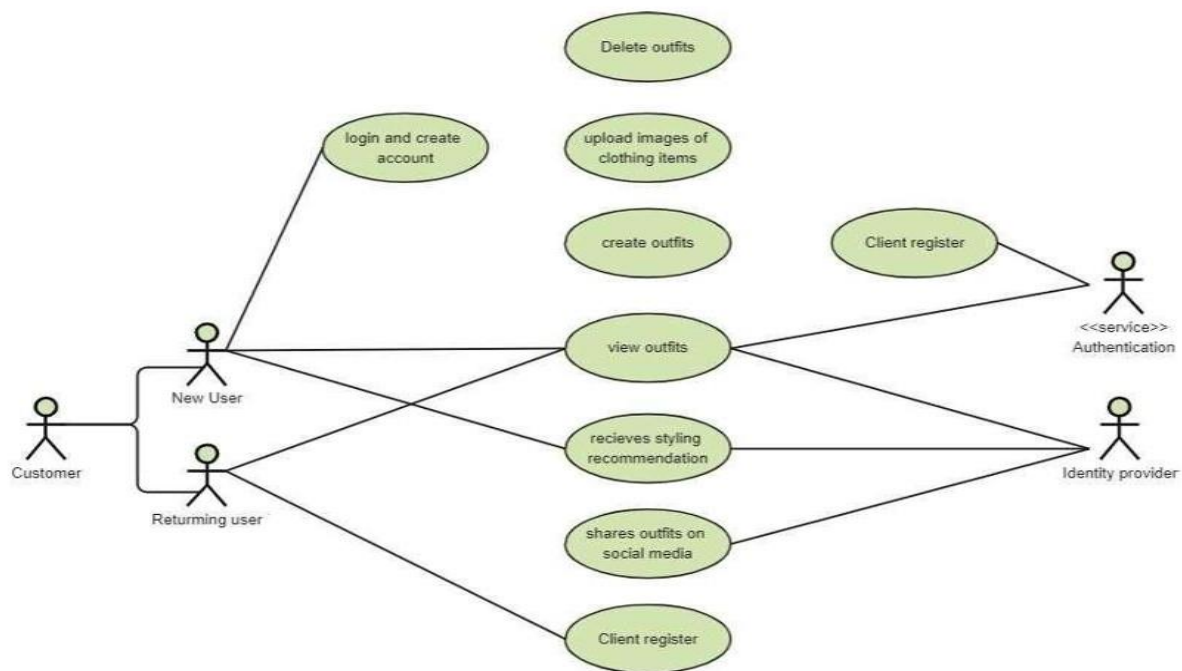 Delete outfits
login and create
account
upload images of
clothing items
create outfits
Client register
<<service>>
Authentication
view outfits
New User
Customer
recieves styling
recommendation
Identity provider
Returming user
shares outfits on
social media
Client register